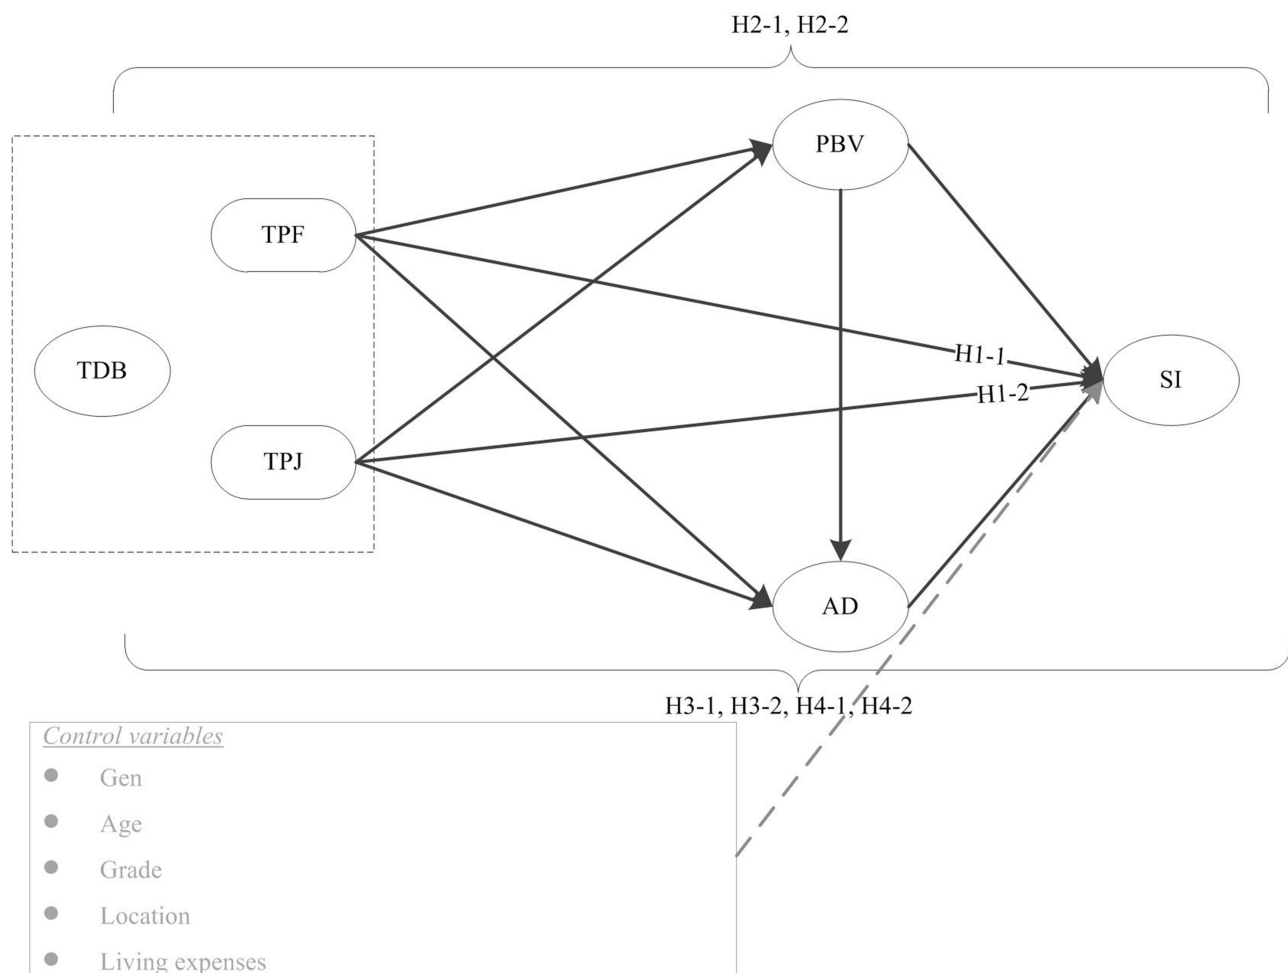 H2-1, H2-2
PBV
TPF
H1-1
TDB
SI
H1-2
TPJ
AD
H3-1, H3-2, H4-1, H4-2
Control variables
● Gen
● Age
● Grade
● Location
● Living expenses